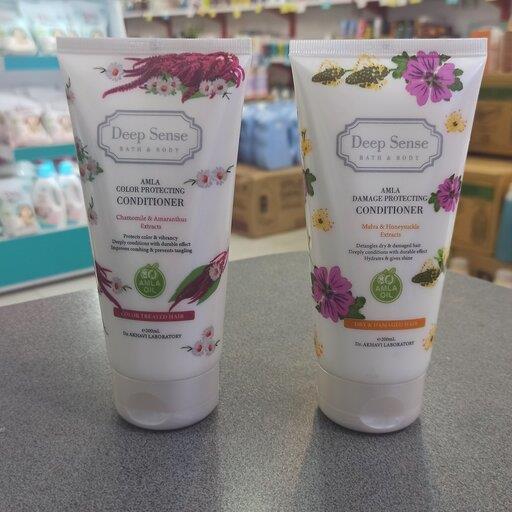 Deep Sense
BATH & BODY
AMLA
COLOR PROTECTING
CONDITIONER
Chamomile & Amaranthus
Extracts
Protects color & vibrancy
Deeply conditions with durable effect
Improves combing & prevents tangling
AMLA
OIL
COLOR TREATED HAIR
℮200mL
Dr.AKHAVI LABORATORY
Deep Sense
BATH & BODY
AMLA
DAMAGE PROTECTING
CONDITIONER
Malva & Honeysuckle
Extracts
Detangles dry & damaged hair
Deeply conditions with durable effect
Hydrates & gives shine
AMLA
OIL
DRY & DAMAGED HAIR
℮200mL
Dr.AKHAVI LABORATORY